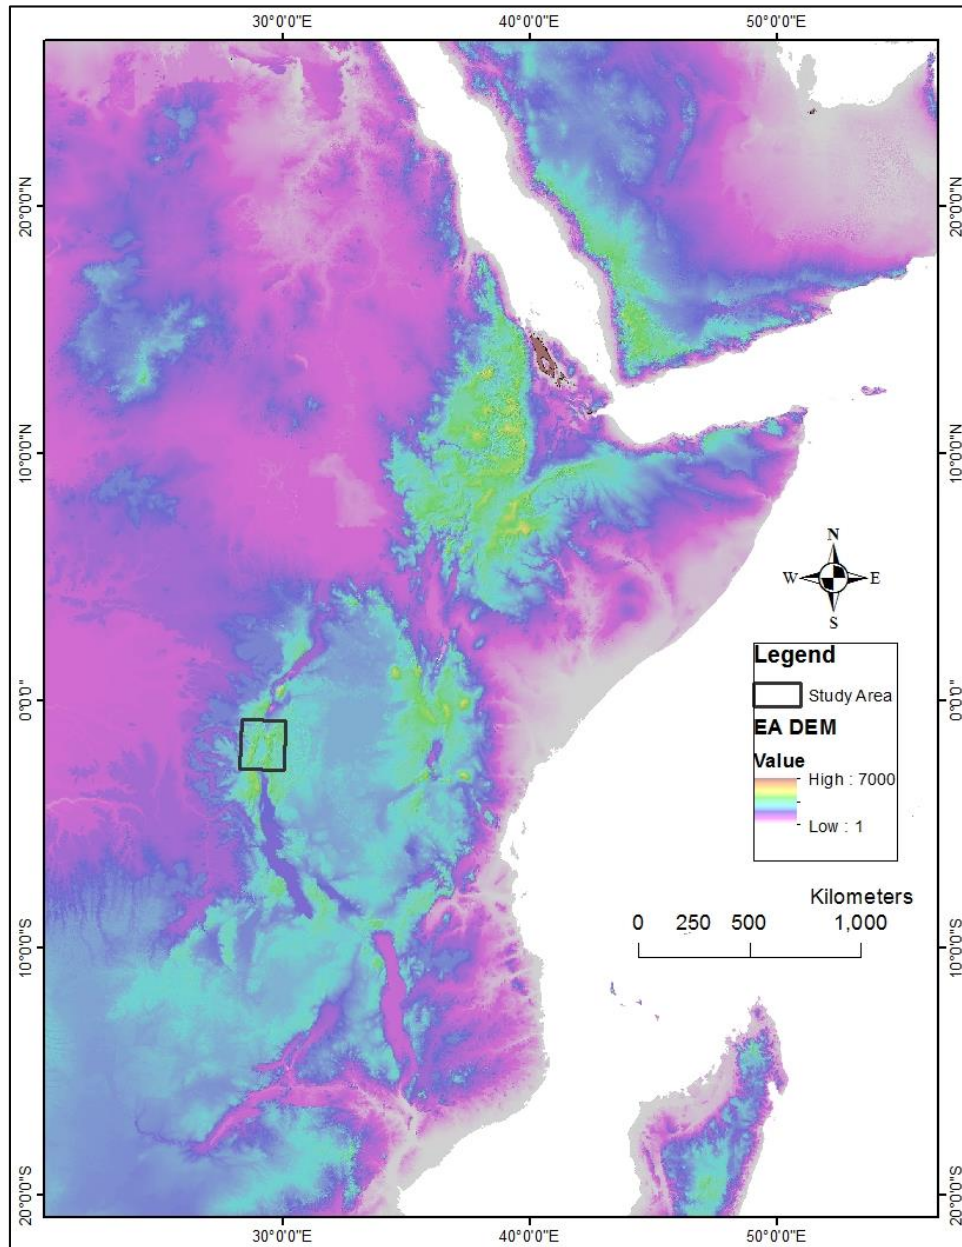 30°0'0"E 40°0'0"E 50°0'0"E
20°0'0"N 20°0'0"N
10°0'0"N 10°0'0"N
N
W E
S
Legend
Study Area
0°0'0" 0°0'0"
EA DEM
Value
High : 7000
Low : 1
Kilometers
0 250 500 1,000
10°0'0"S 10°0'0"S
20°0'0"S 20°0'0"S
30°0'0"E 40°0'0"E 50°0'0"E